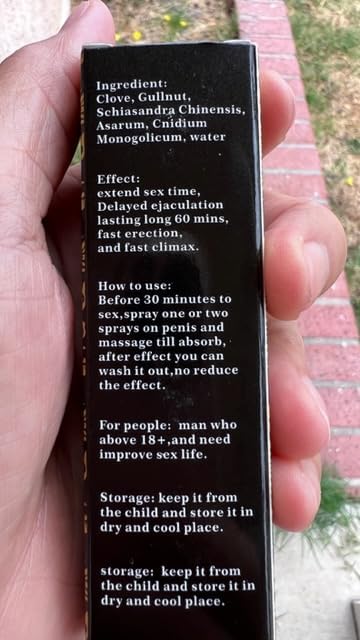 Ingredient:
Clove, Gullnut,
Schiasandra Chinensis,
Asarum, Cnidium
Monogolicum, water
Effect:
extend sex time,
Delayed ejaculation
lasting long 60 mins,
fast erection,
and fast climax.
How to use:
Before 30 minutes to
sex,spray one or two
sprays on penis and
massage till absorb,
after effect you can
wash it out,no reduce
the effect.
For people: man who
above 18+,and need
improve sex life.
Storage: keep it from
the child and store it in
dry and cool place.
storage: keep it from
the child and store it in
dry and cool place.